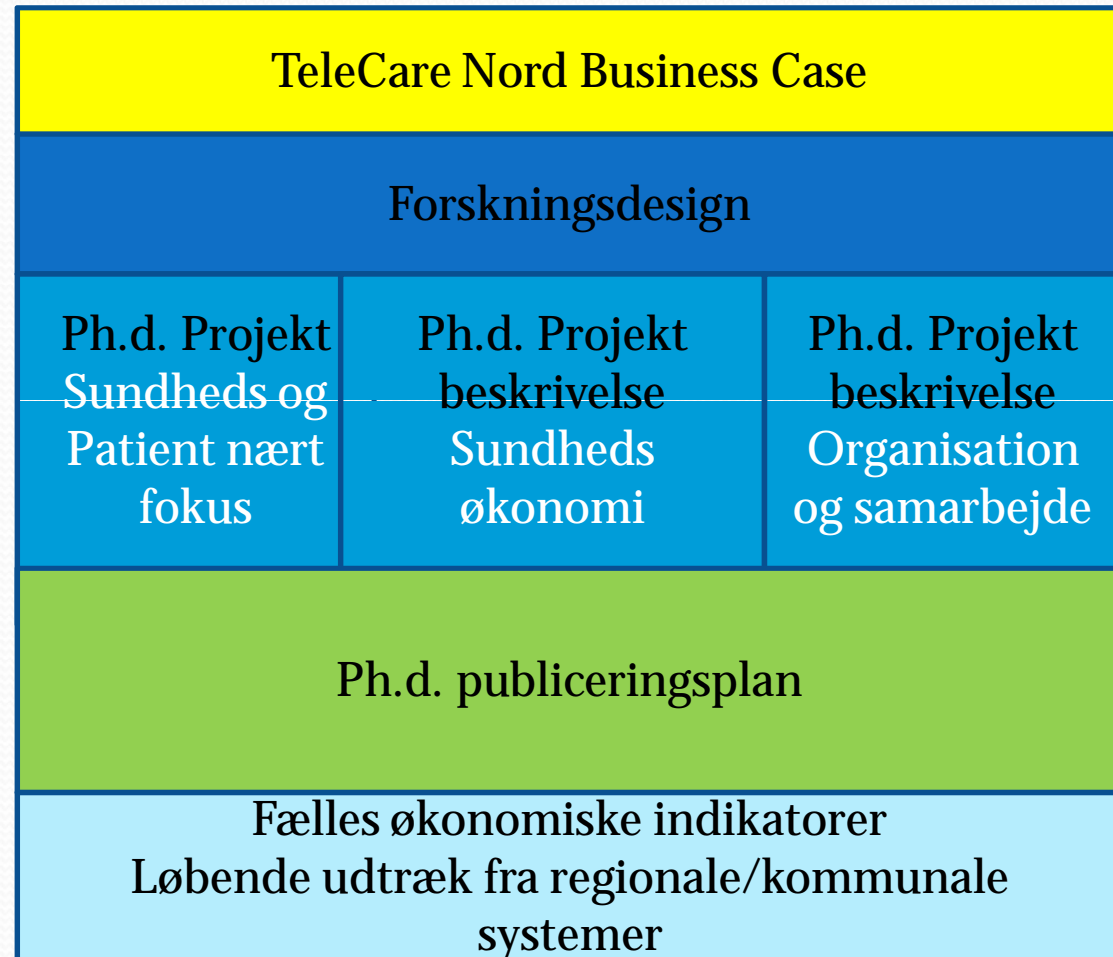 TeleCare Nord Business Case
Forskningsdesign
Ph.d. Projekt
Sundheds og
Patient nært
fokus
Ph.d. Projekt
beskrivelse
Sundheds
økonomi
Ph.d. Projekt
beskrivelse
Organisation
og samarbejde
Ph.d. publiceringsplan
Fælles økonomiske indikatorer
Løbende udtræk fra regionale/kommunale
systemer